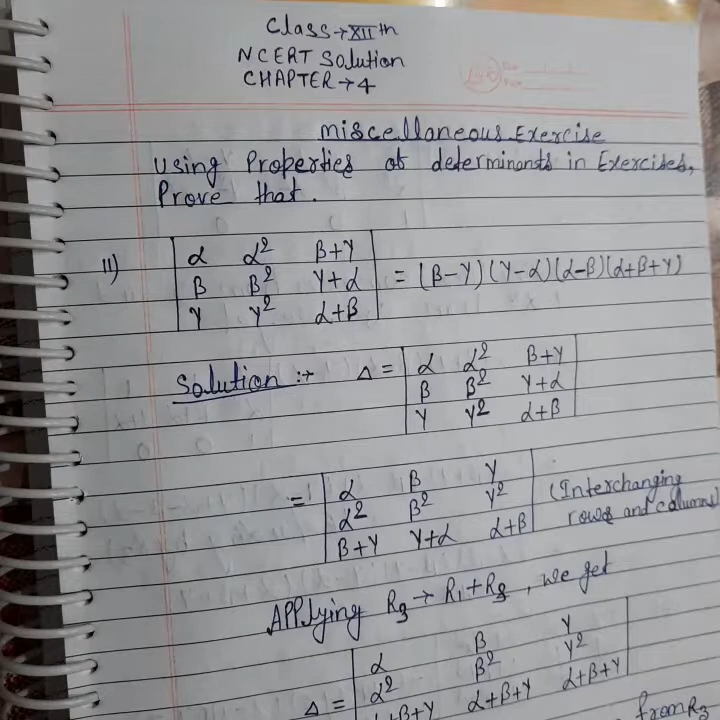 Class→XIIth
NCERT Solution
CHAPTER→4
Miscellaneous Exercise
Using Properties of determinants in Exercises,
Prove that.
11) | α α² β+γ |
| β β² γ+α | = (β-γ)(γ-α)(α-β)(α+β+γ)
| γ γ² α+β |
Solution :→ Δ = | α α² β+γ |
| β β² γ+α |
| γ γ² α+β |
= | α β γ |
| α² β² γ² | (Interchanging
| β+γ γ+α α+β | rows and columns)
Applying R₃→R₁+R₃, we get
| α β γ |
Δ = | α² β² γ² |
α+β+γ α+β+γ α+β+γ |
from R₃